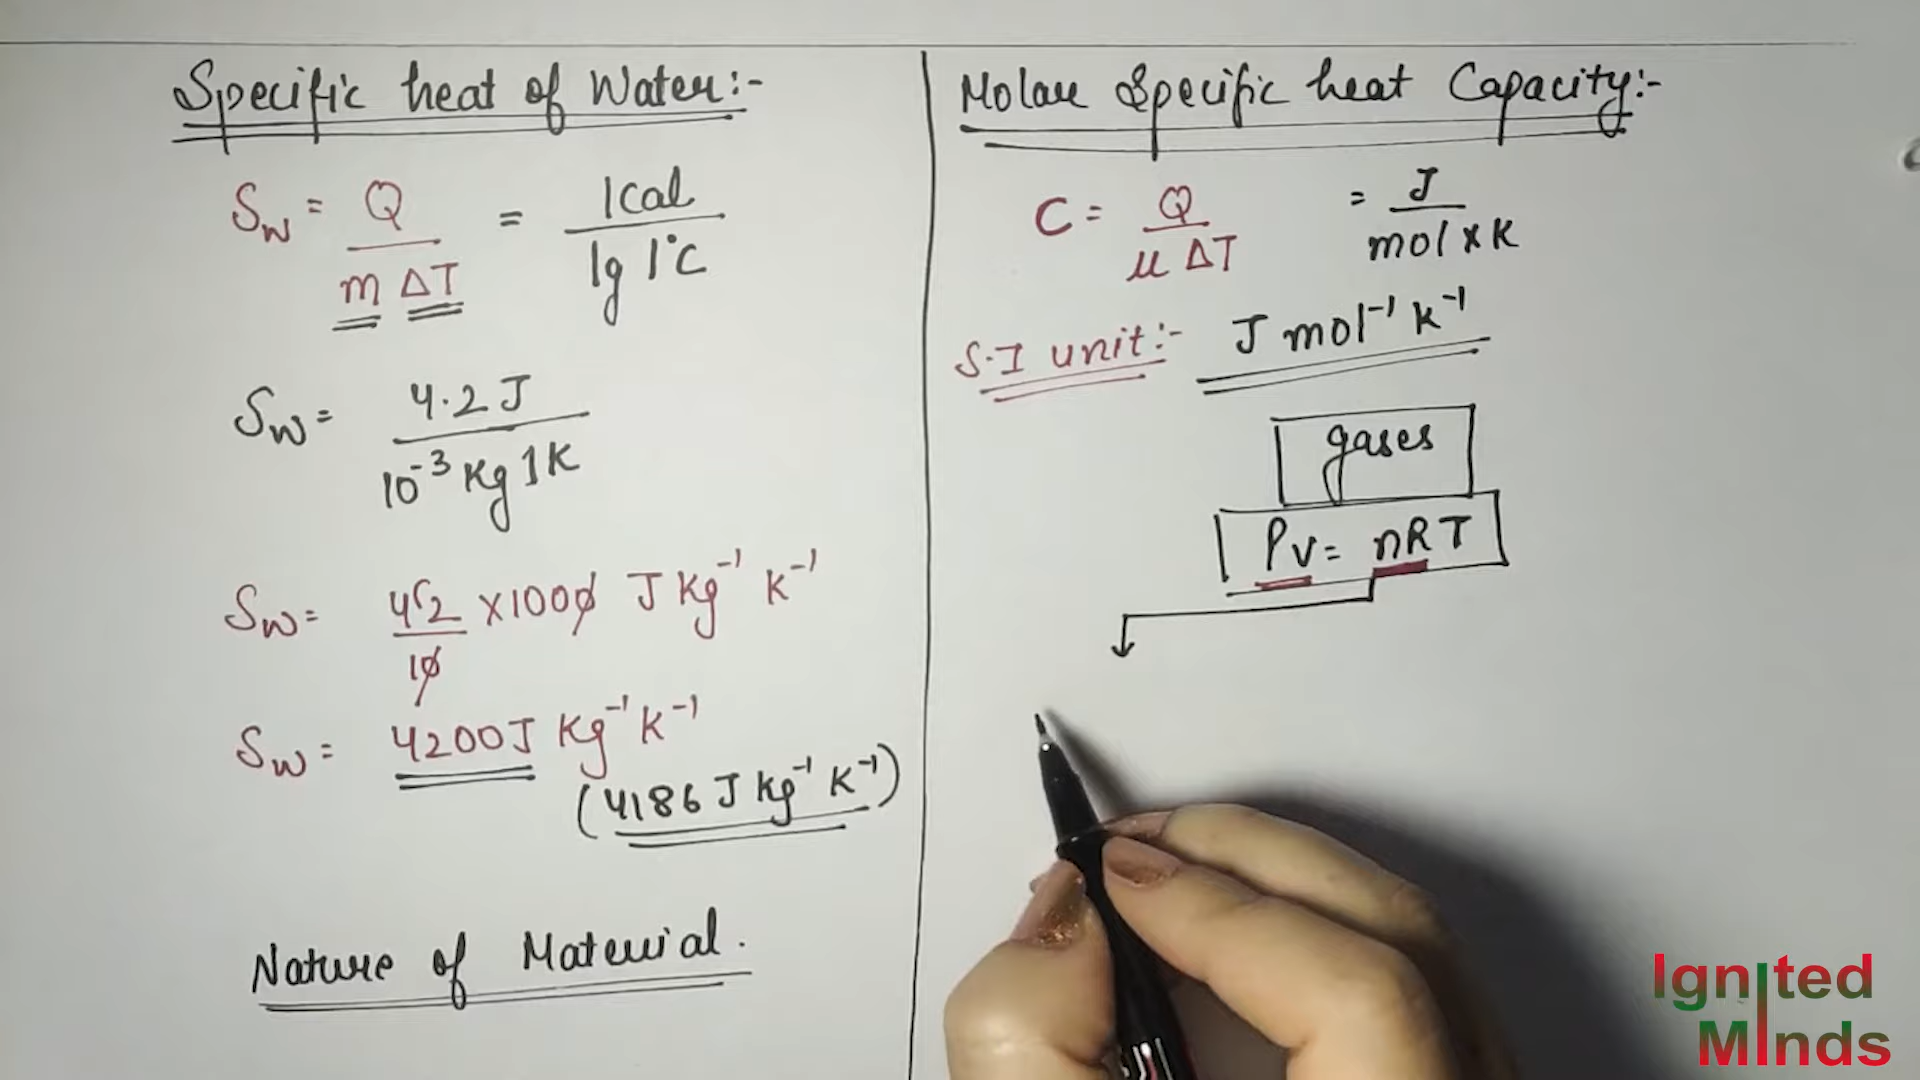 Specific heat of Water:-
Sw = Q / m ΔT = 1Cal / 1g 1°C
Sw = 4.2 J / 10⁻³ Kg 1K
Sw = 42 / 10 ×1000 J Kg⁻¹ K⁻¹
Sw = 4200J Kg⁻¹ K⁻¹
(4186 J Kg⁻¹ K⁻¹)
Nature of Material.
Molar Specific heat Capacity:-
C = Q / μ ΔT = J / mol × K
S.I unit:- J mol⁻¹ K⁻¹
gases
PV = nRT
Ignited
Minds